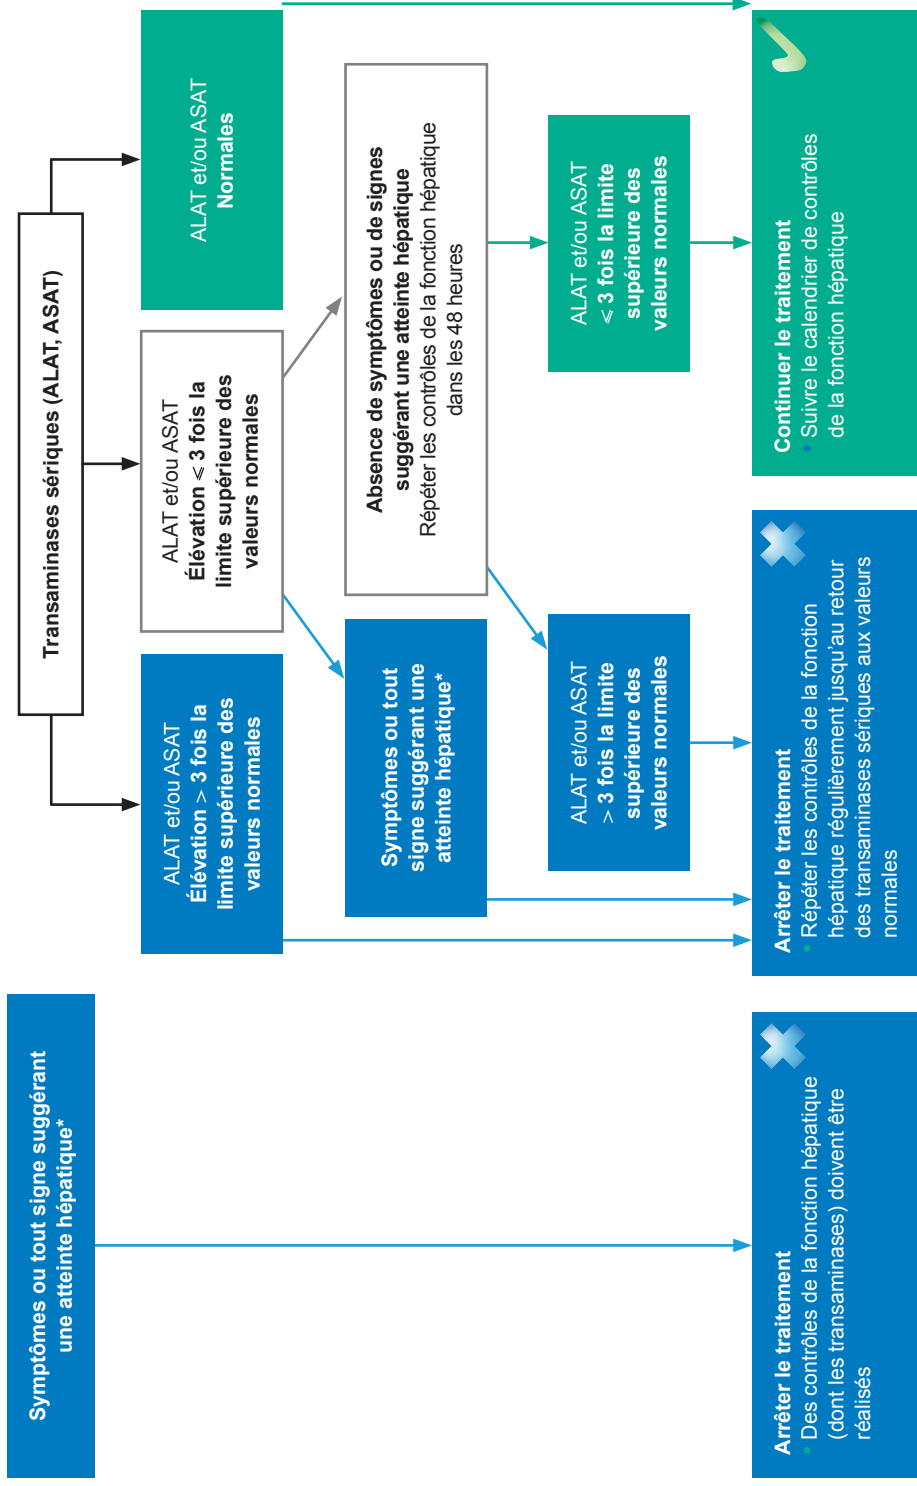 Symptômes ou tout signe suggérant
une atteinte hépatique*
Transaminases sériques (ALAT, ASAT)
ALAT et/ou ASAT
Élévation > 3 fois la
limite supérieure des
valeurs normales
ALAT et/ou ASAT
Élévation ⩽ 3 fois la
limite supérieure des
valeurs normales
ALAT et/ou ASAT
Normales
Symptômes ou tout
signe suggérant une
atteinte hépatique*
Absence de symptômes ou de signes
suggérant une atteinte hépatique
Répéter les contrôles de la fonction hépatique
dans les 48 heures
ALAT et/ou ASAT
> 3 fois la limite
supérieure des
valeurs normales
ALAT et/ou ASAT
⩽ 3 fois la limite
supérieure des
valeurs normales
Arrêter le traitement
• Des contrôles de la fonction hépatique
(dont les transaminases) doivent être
réalisés
Arrêter le traitement
• Répéter les contrôles de la fonction
hépatique régulièrement jusqu'au retour
des transaminases sériques aux valeurs
normales
Continuer le traitement
• Suivre le calendrier de contrôles
de la fonction hépatique